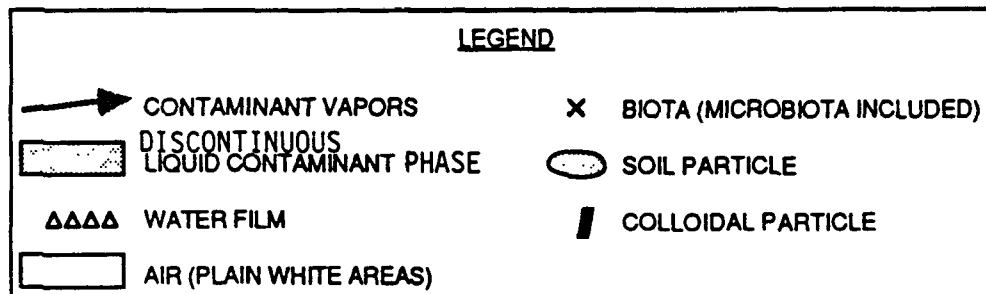 LEGEND
CONTAMINANT VAPORS
DISCONTINUOUS
LIQUID CONTAMINANT PHASE
WATER FILM
AIR (PLAIN WHITE AREAS)
BIOTA (MICROBIOTA INCLUDED)
SOIL PARTICLE
COLLOIDAL PARTICLE